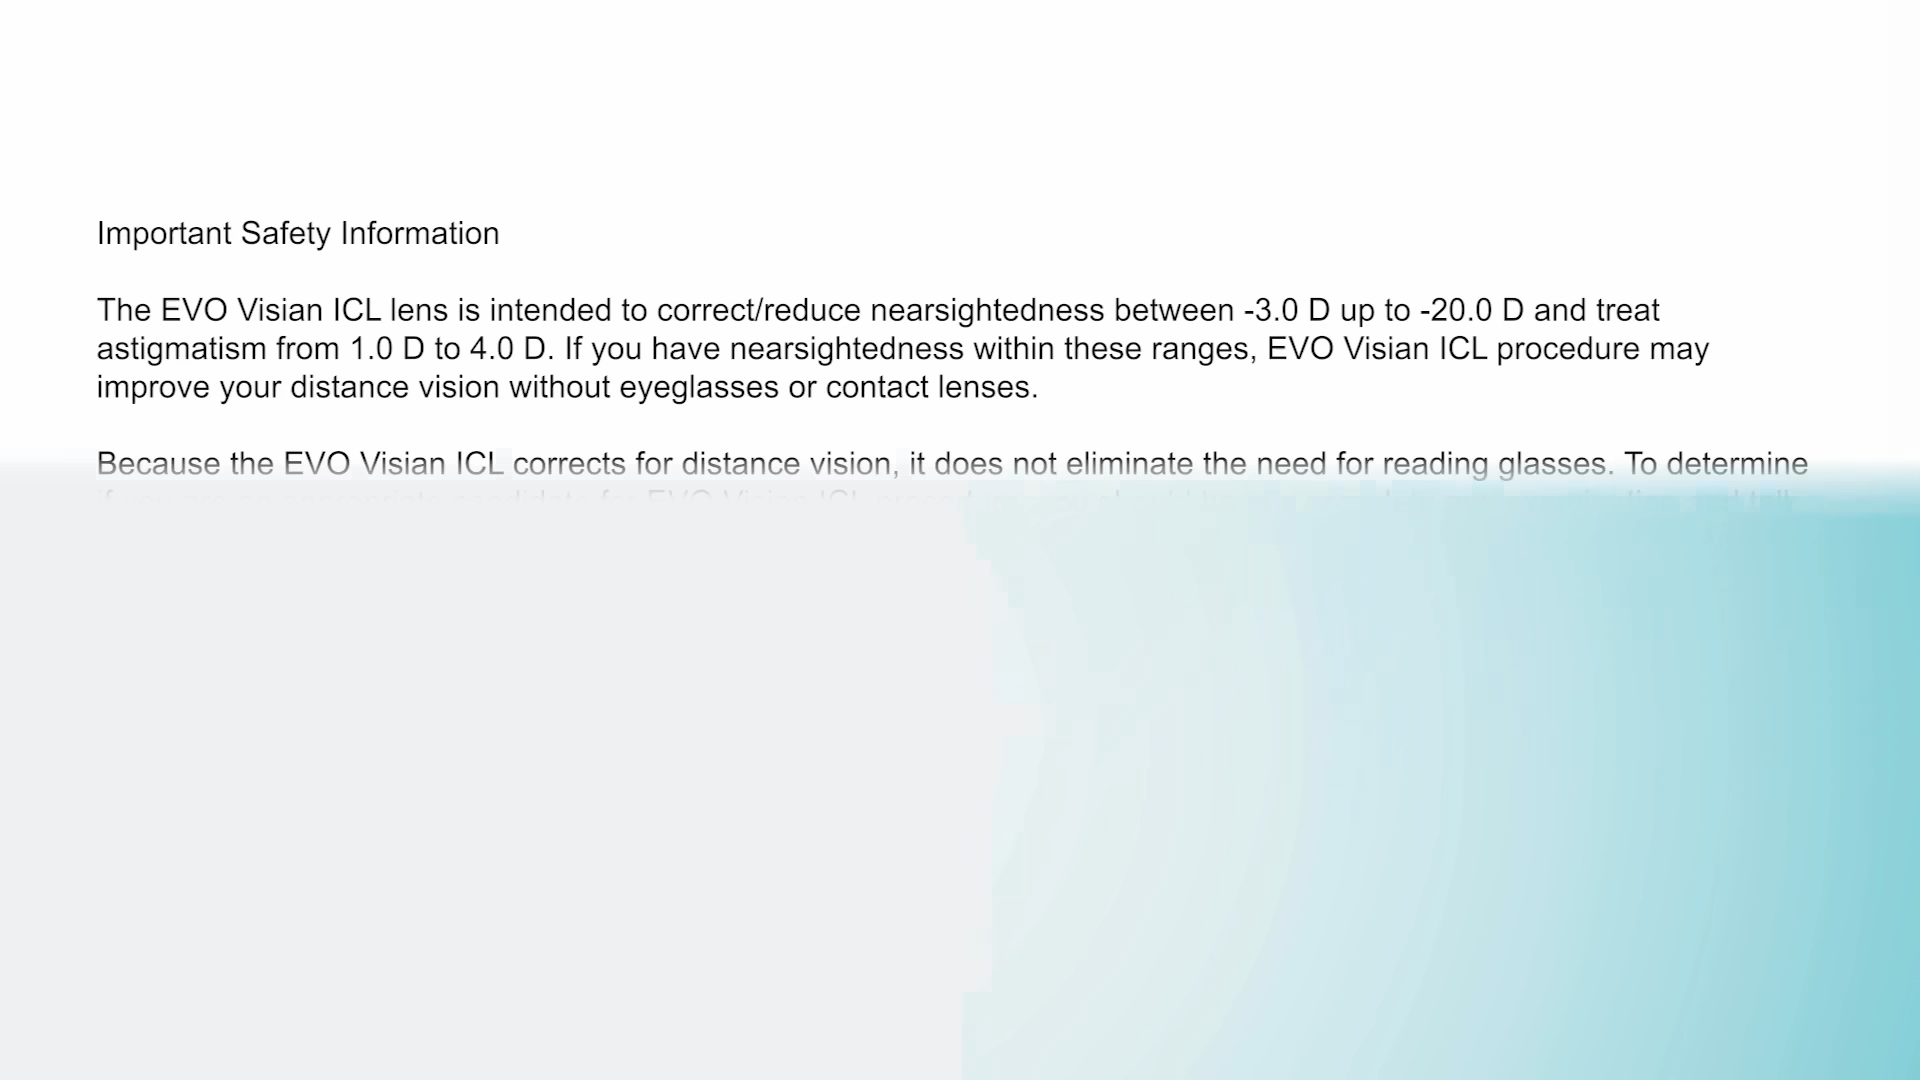 Important Safety Information
The EVO Visian ICL lens is intended to correct/reduce nearsightedness between -3.0 D up to -20.0 D and treat
astigmatism from 1.0 D to 4.0 D. If you have nearsightedness within these ranges, EVO Visian ICL procedure may
improve your distance vision without eyeglasses or contact lenses.
Because the EVO Visian ICL corrects for distance vision, it does not eliminate the need for reading glasses. To determine